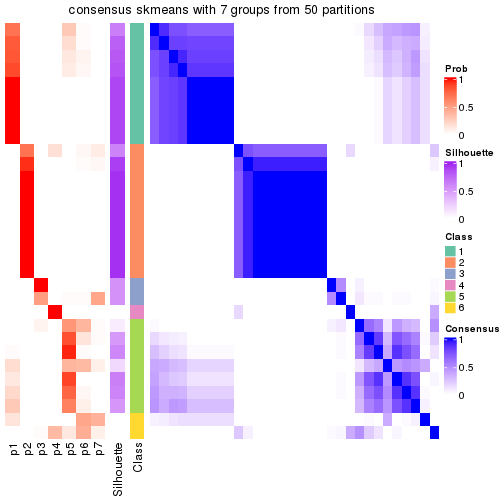 consensus skmeans with 7 groups from 50 partitions
Prob
1
0.5
0
Silhouette
1
0.5
0
Class
1
2
3
4
5
6
Consensus
1
0.5
0
p1
p2
p3
p4
p5
p6
p7
Silhouette
Class